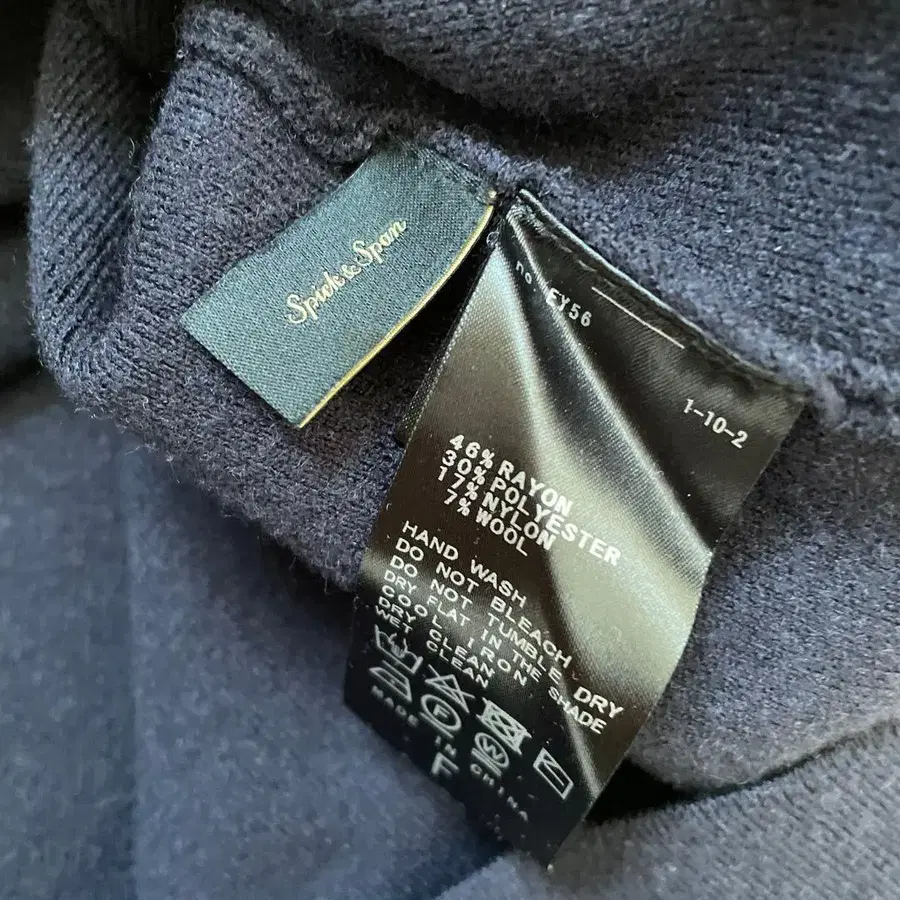 Spick & Span
EY56
1-10-2
46% RAYON
30% POLYESTER
17% NYLON
7% WOOL
HAND WASH
DO NOT BLEACH
DO NOT TUMBLE DRY
DRY FLAT IN THE SHADE
COOL IRON
DRY CLEAN
WET CLEAN
F
W
MADE IN CHINA